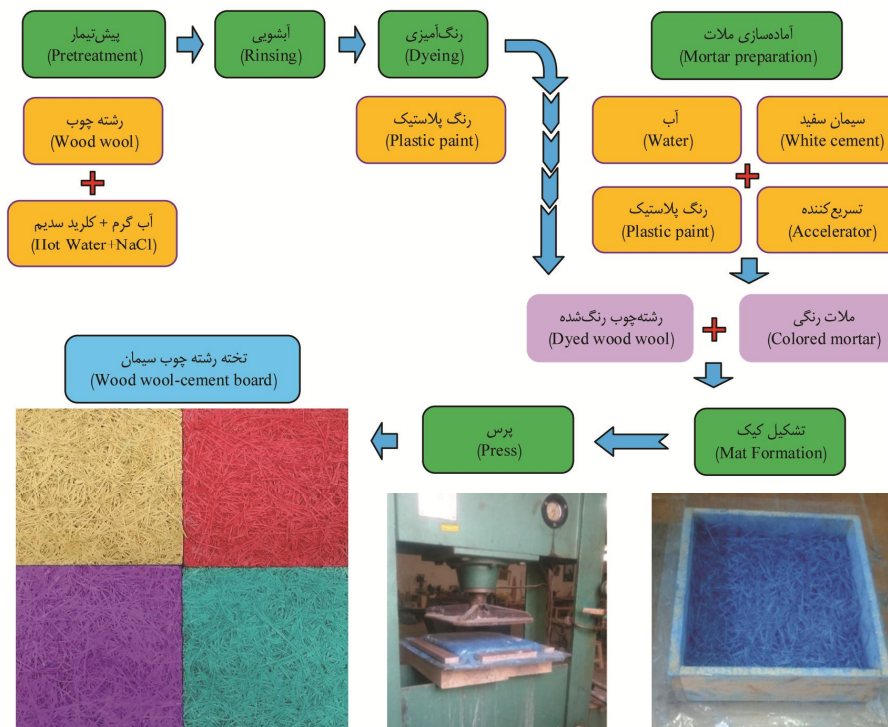 پیش‌تیمار
(Pretreatment)
آبشویی
(Rinsing)
رنگ‌آمیزی
(Dyeing)
آماده‌سازی ملات
(Mortar preparation)
رشته چوب
(Wood wool)
رنگ پلاستیک
(Plastic paint)
آب
(Water)
سیمان سفید
(White cement)
آب گرم + کلرید سدیم
(Hot Water+NaCl)
رنگ پلاستیک
(Plastic paint)
تسریع‌کننده
(Accelerator)
رشته‌چوب رنگ‌شده
(Dyed wood wool)
ملات رنگی
(Colored mortar)
تخته رشته چوب سیمان
(Wood wool-cement board)
پرس
(Press)
تشکیل کیک
(Mat Formation)